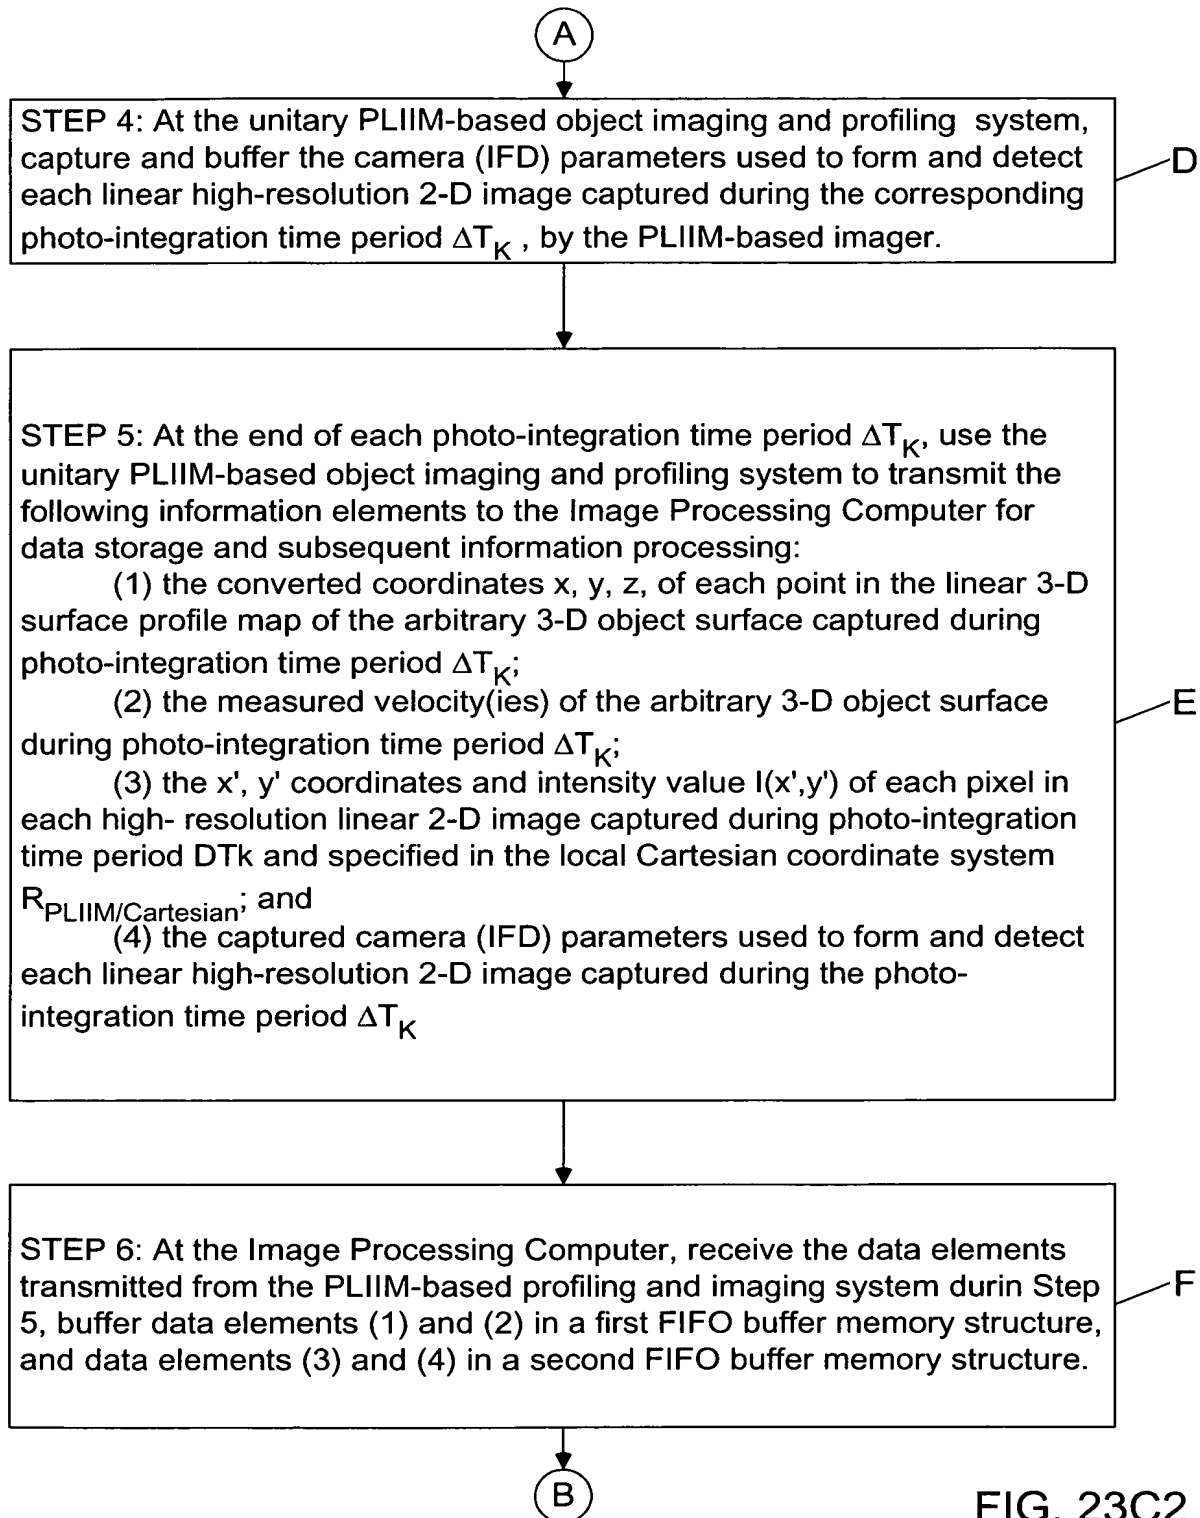 A
STEP 4: At the unitary PLIIM-based object imaging and profiling system,
capture and buffer the camera (IFD) parameters used to form and detect
each linear high-resolution 2-D image captured during the corresponding
photo-integration time period ΔT_K , by the PLIIM-based imager.
D
STEP 5: At the end of each photo-integration time period ΔT_K, use the
unitary PLIIM-based object imaging and profiling system to transmit the
following information elements to the Image Processing Computer for
data storage and subsequent information processing:
(1) the converted coordinates x, y, z, of each point in the linear 3-D
surface profile map of the arbitrary 3-D object surface captured during
photo-integration time period ΔT_K;
(2) the measured velocity(ies) of the arbitrary 3-D object surface
during photo-integration time period ΔT_K;
(3) the x', y' coordinates and intensity value I(x',y') of each pixel in
each high- resolution linear 2-D image captured during photo-integration
time period DTk and specified in the local Cartesian coordinate system
R_PLIIM/Cartesian; and
(4) the captured camera (IFD) parameters used to form and detect
each linear high-resolution 2-D image captured during the photo-
integration time period ΔT_K
E
STEP 6: At the Image Processing Computer, receive the data elements
transmitted from the PLIIM-based profiling and imaging system durin Step
5, buffer data elements (1) and (2) in a first FIFO buffer memory structure,
and data elements (3) and (4) in a second FIFO buffer memory structure.
F
B
FIG. 23C2